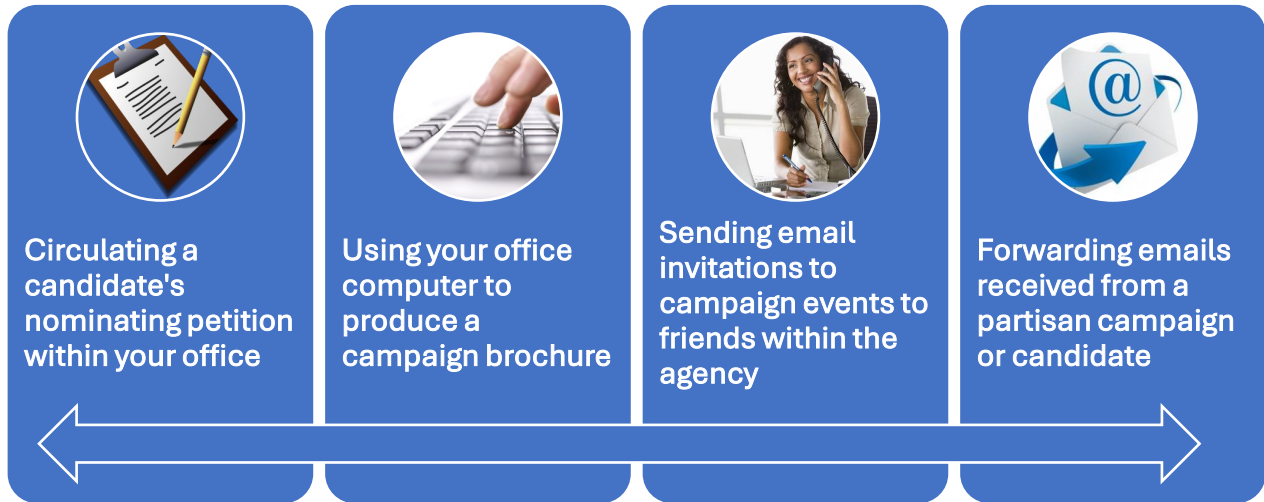 Circulating a
candidate's
nominating petition
within your office
Using your office
computer to
produce a
campaign brochure
Sending email
invitations to
campaign events to
friends within the
agency
Forwarding emails
received from a
partisan campaign
or candidate
@